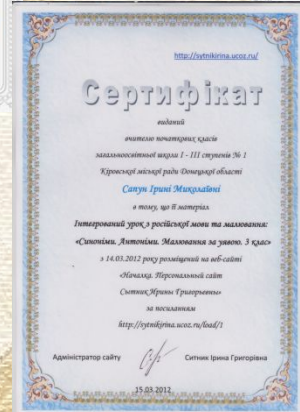 http://sytnikirina.ucoz.ru/
Сертифікат
виданий
вчителю початкових класів
загальноосвітньої школи І - ІІІ ступенів № 1
Кіровської міської ради Донецької області
Сапун Ірині Миколаївні
в тому, що її матеріал
Інтегрований урок з російської мови та малювання:
«Синоніми. Антоніми. Малювання за уявою. 3 клас»
з 14.03.2012 року розміщений на веб-сайті
«Началка. Персональный сайт
Сытник Ирины Григорьевны»
за посиланням
http://sytnikirina.ucoz.ru/load/1
Адміністратор сайту Ситник Ірина Григорівна
15.03.2012